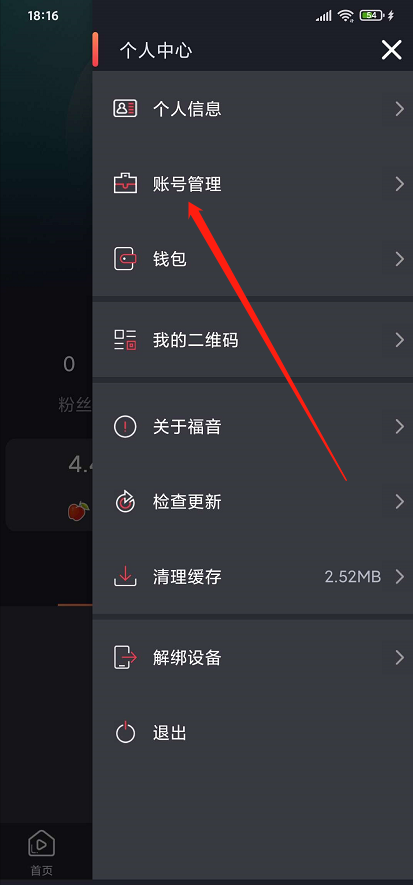 18:16
54
个人中心
个人信息
账号管理
钱包
我的二维码
0
粉丝
关于福音
4.4
检查更新
清理缓存 2.52MB
解绑设备
退出
首页